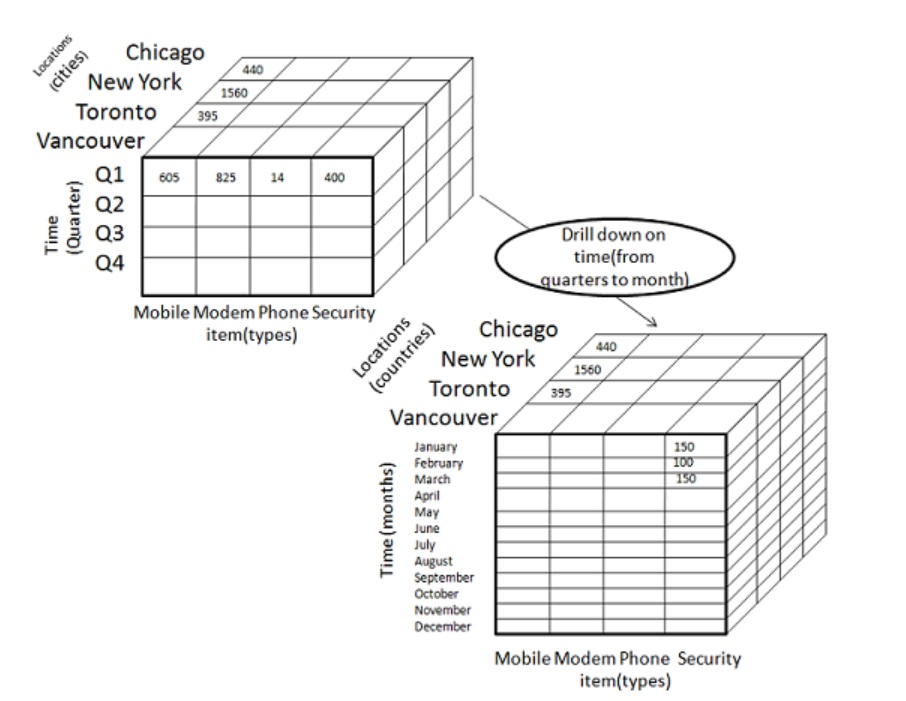 Locations
(cities)
Chicago
New York
Toronto
Vancouver
440
1560
395
Time
(Quarter)
Q1
Q2
Q3
Q4
605 825 14 400
Mobile Modem Phone Security
item(types)
Drill down on
time(from
quarters to month)
Locations
(countries)
Chicago
New York
Toronto
Vancouver
440
1560
395
Time (months)
January 150
February 100
March 150
April
May
June
July
August
September
October
November
December
Mobile Modem Phone Security
item(types)